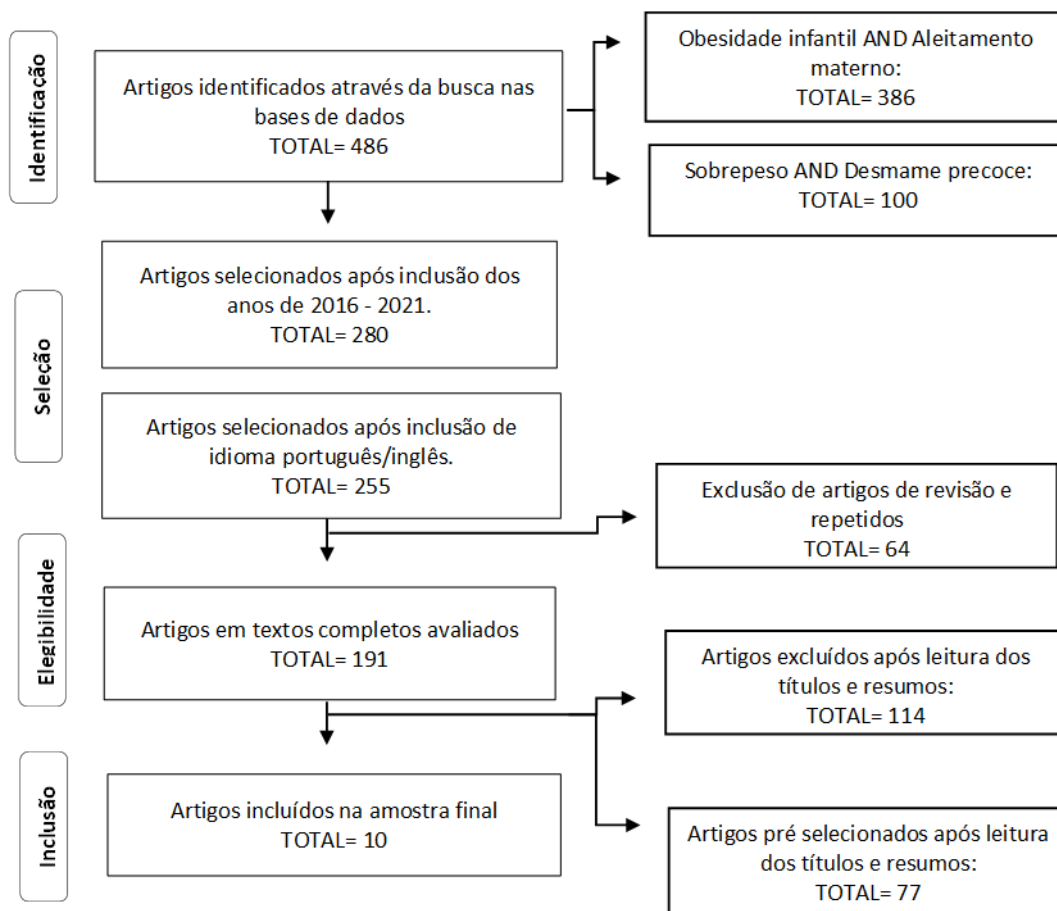 Identificação
Artigos identificados através da busca nas
bases de dados
TOTAL= 486
Obesidade infantil AND Aleitamento
materno:
TOTAL= 386
Sobrepeso AND Desmame precoce:
TOTAL= 100
Seleção
Artigos selecionados após inclusão dos
anos de 2016 - 2021.
TOTAL= 280
Artigos selecionados após inclusão de
idioma português/inglês.
TOTAL= 255
Exclusão de artigos de revisão e
repetidos
TOTAL= 64
Elegibilidade
Artigos em textos completos avaliados
TOTAL= 191
Artigos excluídos após leitura dos
títulos e resumos:
TOTAL= 114
Inclusão
Artigos incluídos na amostra final
TOTAL= 10
Artigos pré selecionados após leitura
dos títulos e resumos:
TOTAL= 77